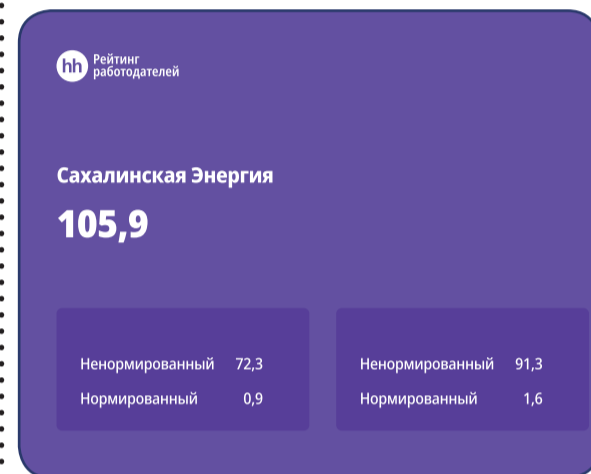 hh Рейтинг
работодателей
Сахалинская Энергия
105,9
Ненормированный 72,3
Нормированный 0,9
Ненормированный 91,3
Нормированный 1,6